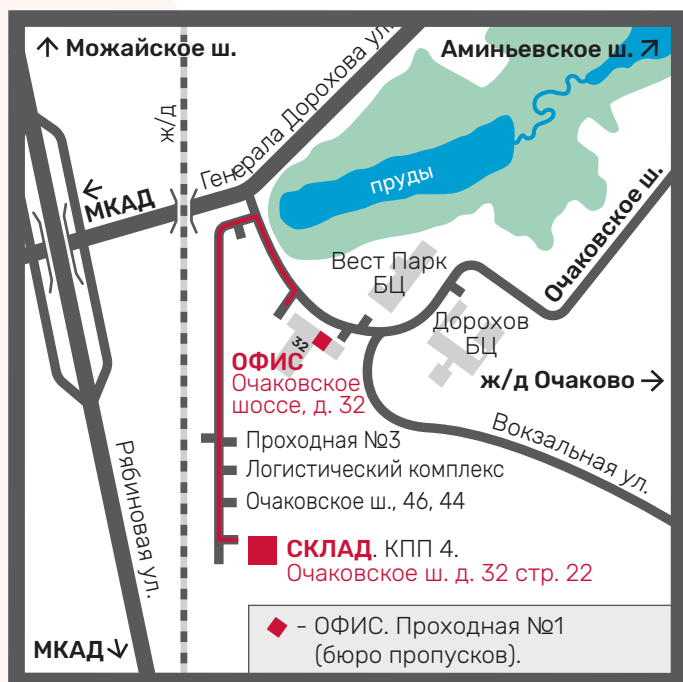 ↑ Можайское ш.
Аминьевское ш. ↗
ж/д
Генерала Дорохова ул.
← МКАД
пруды
Очаковское ш.
Вест Парк
БЦ
Дорохов
БЦ
32
ОФИС
Очаковское
шоссе, д. 32
ж/д Очаково →
Вокзальная ул.
Проходная №3
Логистический комплекс
Очаковское ш., 46, 44
Рябиновая ул.
СКЛАД. КПП 4.
Очаковское ш. д. 32 стр. 22
МКАД ↓
- ОФИС. Проходная №1
(бюро пропусков).